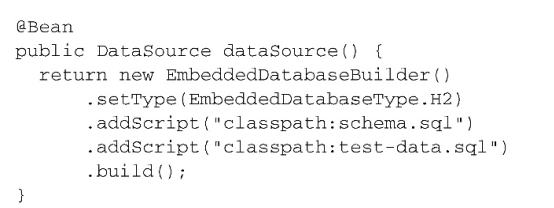 @Bean
public DataSource dataSource() {
  return new EmbeddedDatabaseBuilder()
      .setType(EmbeddedDatabaseType.H2)
      .addScript("classpath:schema.sql")
      .addScript("classpath:test-data.sql")
      .build();
}